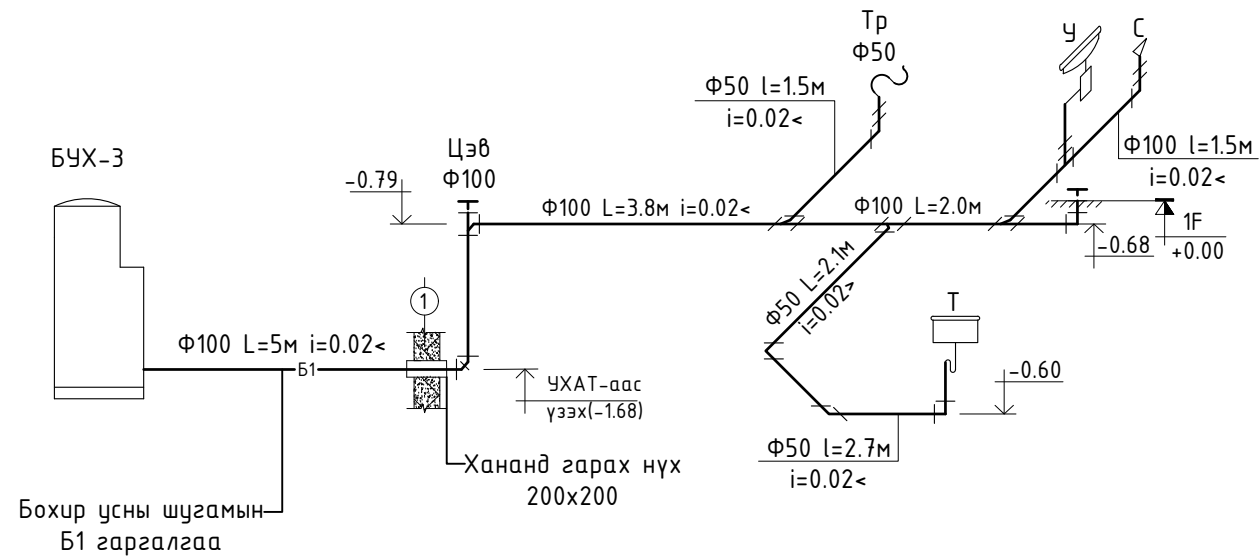 Тр
Ф50
У
С
Ф50 l=1.5м
i=0.02<
Ф100 l=1.5м
i=0.02<
БУХ-3
Цэв
Ф100
-0.79
Ф100 L=3.8м i=0.02<
Ф100 L=2.0м
1F
+0.00
-0.68
Ф50 L=2.1м
i=0.02>
1
Т
Ф100 L=5м i=0.02<
Б1
УХАТ-аас
үзэх(-1.68)
-0.60
Ф50 l=2.7м
i=0.02<
Хананд гарах нүх
200x200
Бохир усны шугамын
Б1 гаргалгаа